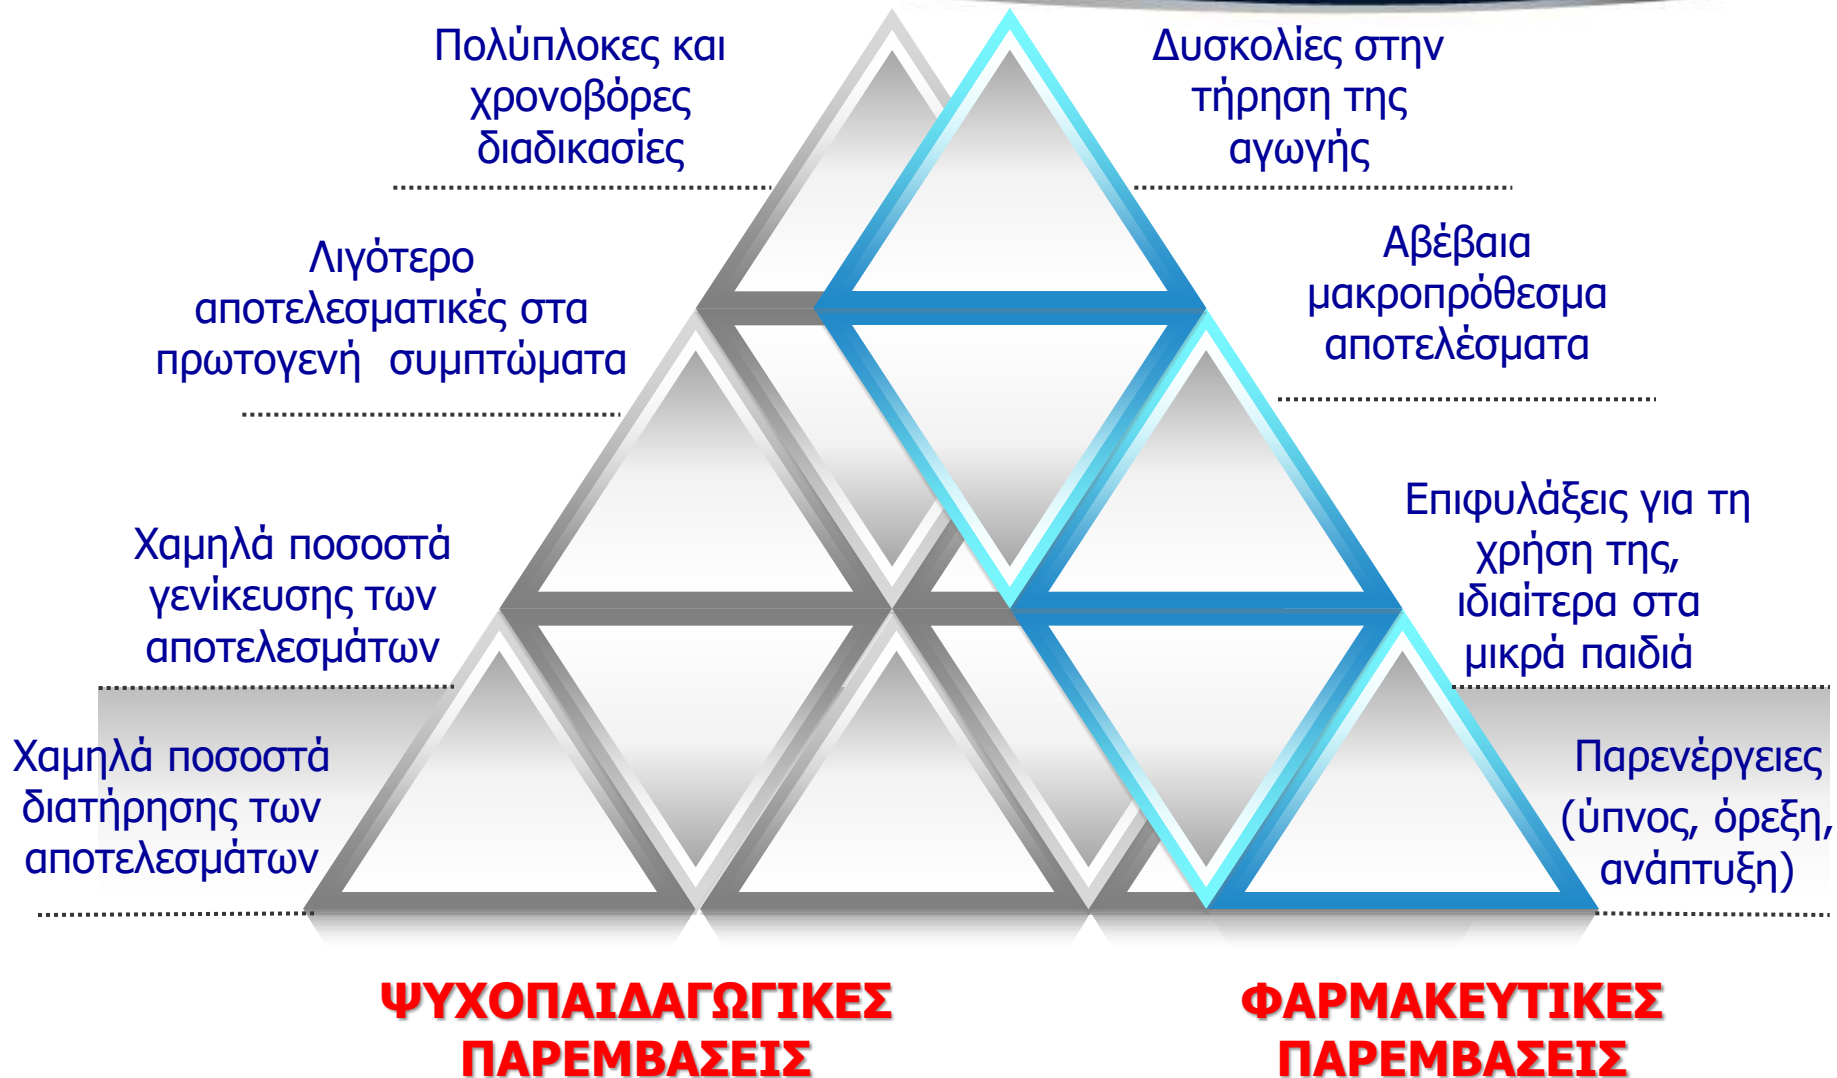 Πολύπλοκες και
χρονοβόρες
διαδικασίες
Λιγότερο
αποτελεσματικές στα
πρωτογενή  συμπτώματα
Χαμηλά ποσοστά
γενίκευσης των
αποτελεσμάτων
Χαμηλά ποσοστά
διατήρησης των
αποτελεσμάτων
Δυσκολίες στην
τήρηση της
αγωγής
Αβέβαια
μακροπρόθεσμα
αποτελέσματα
Επιφυλάξεις για τη
χρήση της,
ιδιαίτερα στα
μικρά παιδιά
Παρενέργειες
(ύπνος, όρεξη,
ανάπτυξη)
ΨΥΧΟΠΑΙΔΑΓΩΓΙΚΕΣ
ΠΑΡΕΜΒΑΣΕΙΣ
ΦΑΡΜΑΚΕΥΤΙΚΕΣ
ΠΑΡΕΜΒΑΣΕΙΣ